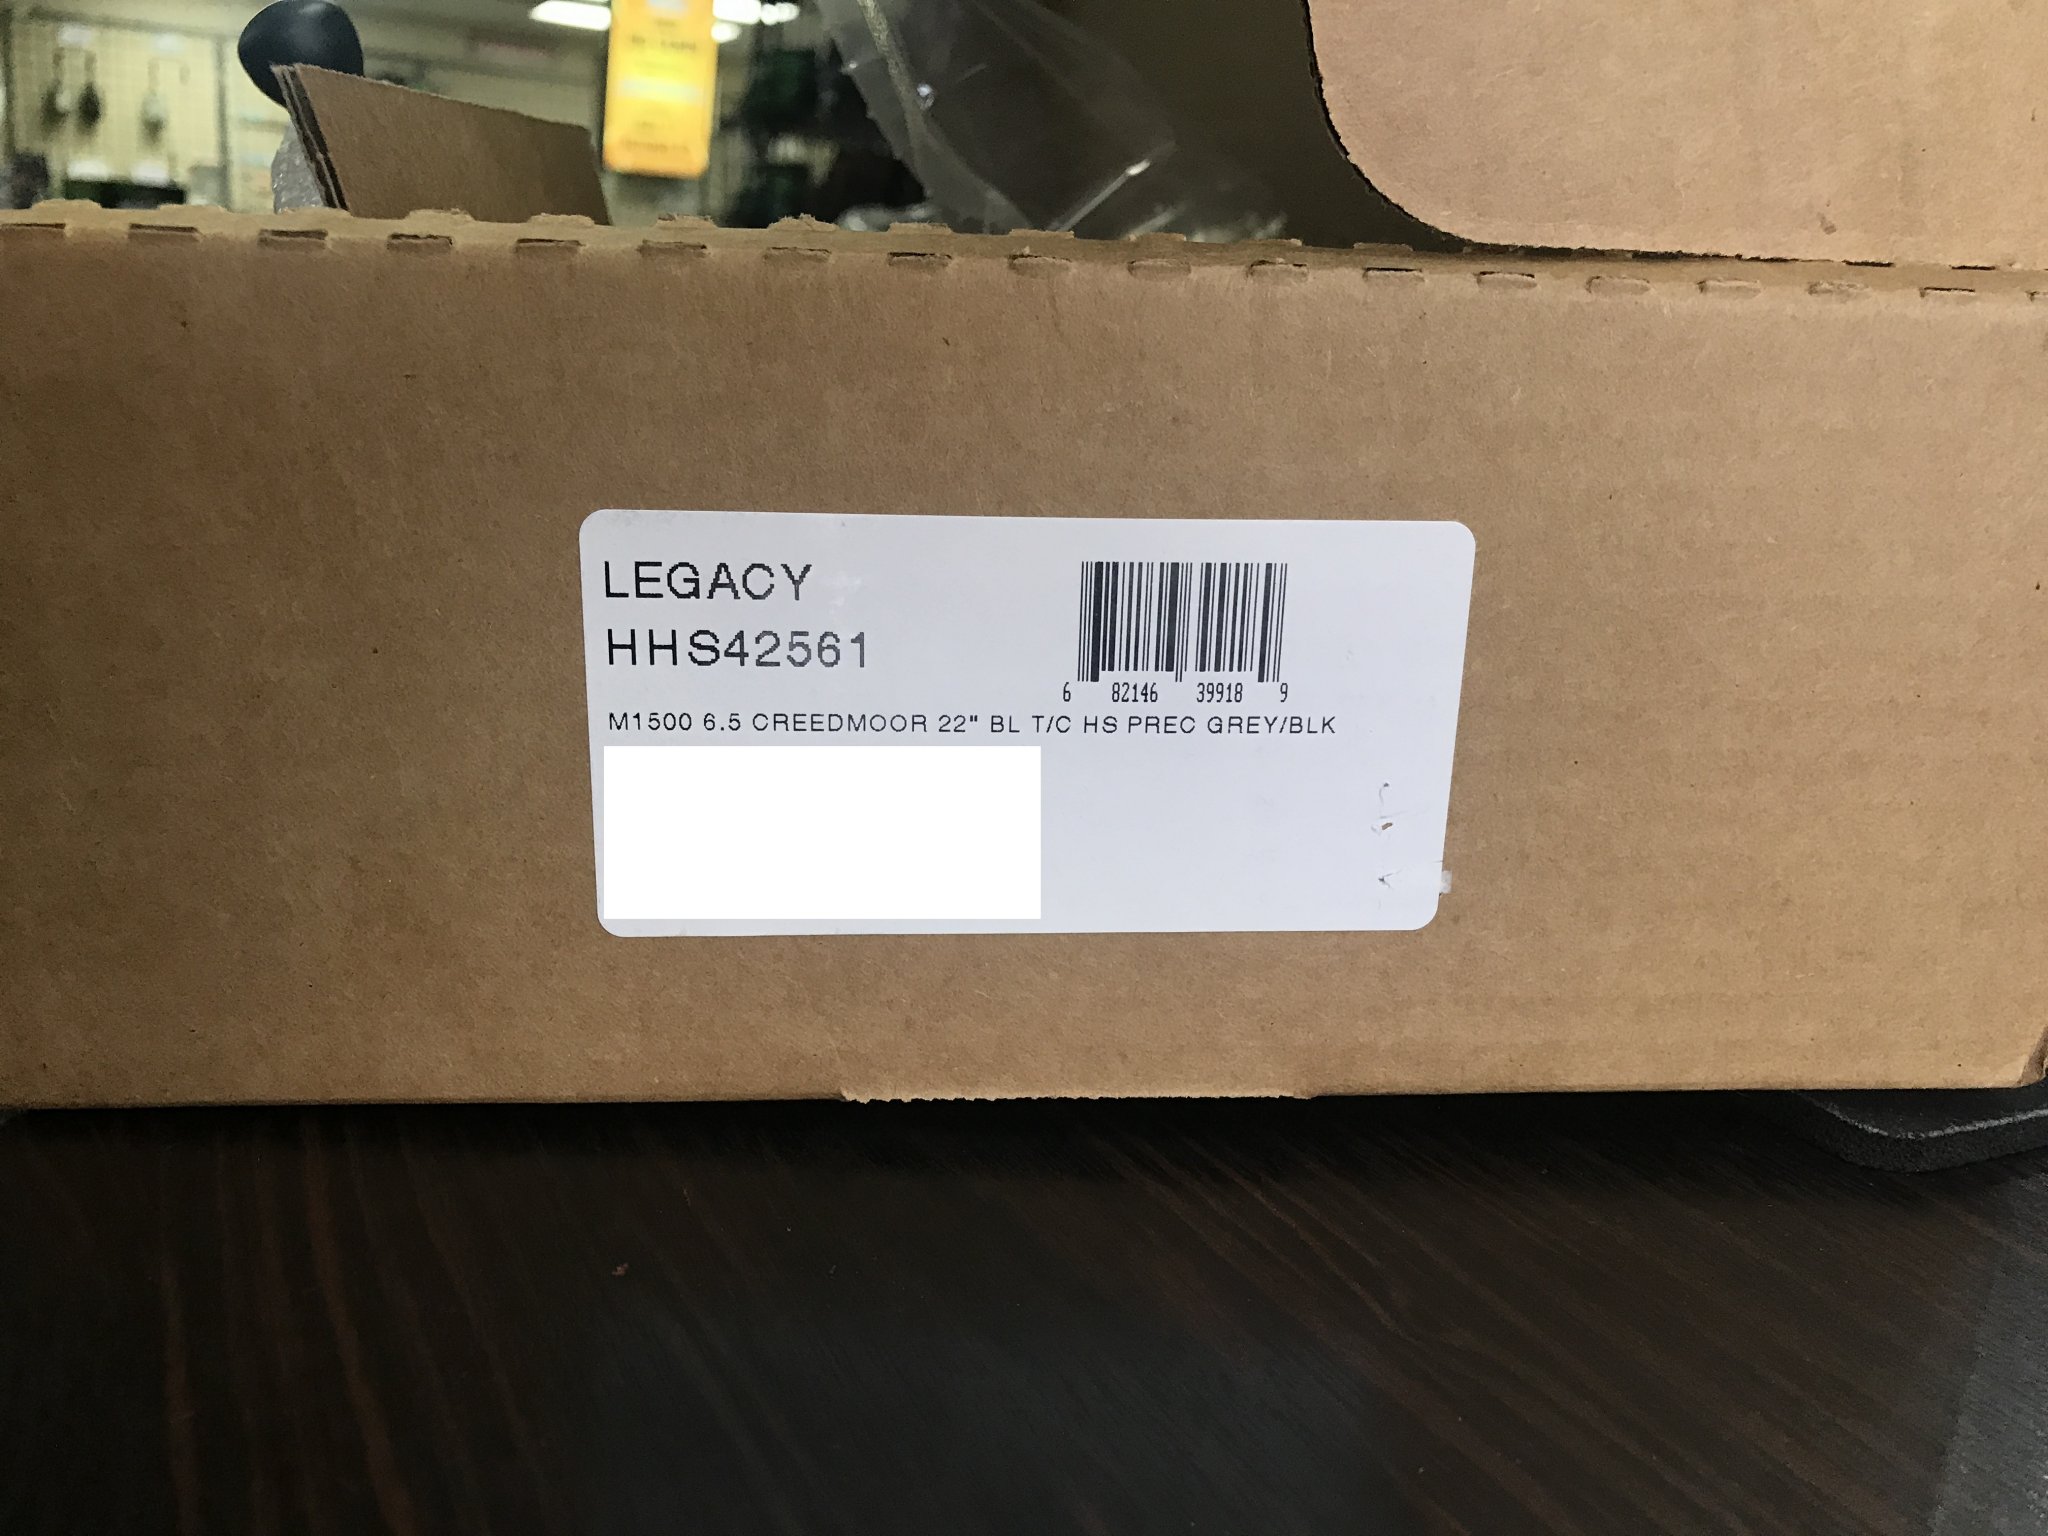 LEGACY
HHS42561
6 82146 39918 9
M1500 6.5 CREEDMOOR 22" BL T/C HS PREC GREY/BLK